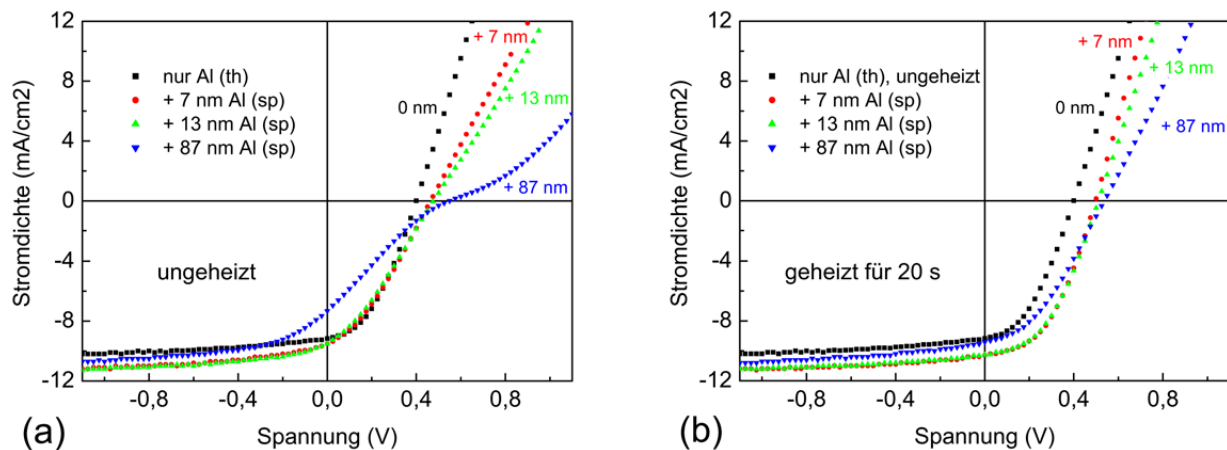 Stromdichte (mA/cm2)
12
8
4
0
-4
-8
-12
nur Al (th)
+ 7 nm Al (sp)
+ 13 nm Al (sp)
+ 87 nm Al (sp)
+ 7 nm
0 nm
+ 13 nm
+ 87 nm
ungeheizt
-0,8 -0,4 0,0 0,4 0,8
Spannung (V)
(a)
Stromdichte (mA/cm2)
12
8
4
0
-4
-8
-12
nur Al (th), ungeheizt
+ 7 nm Al (sp)
+ 13 nm Al (sp)
+ 87 nm Al (sp)
+ 7 nm
+ 13 nm
0 nm
+ 87 nm
geheizt für 20 s
-0,8 -0,4 0,0 0,4 0,8
Spannung (V)
(b)